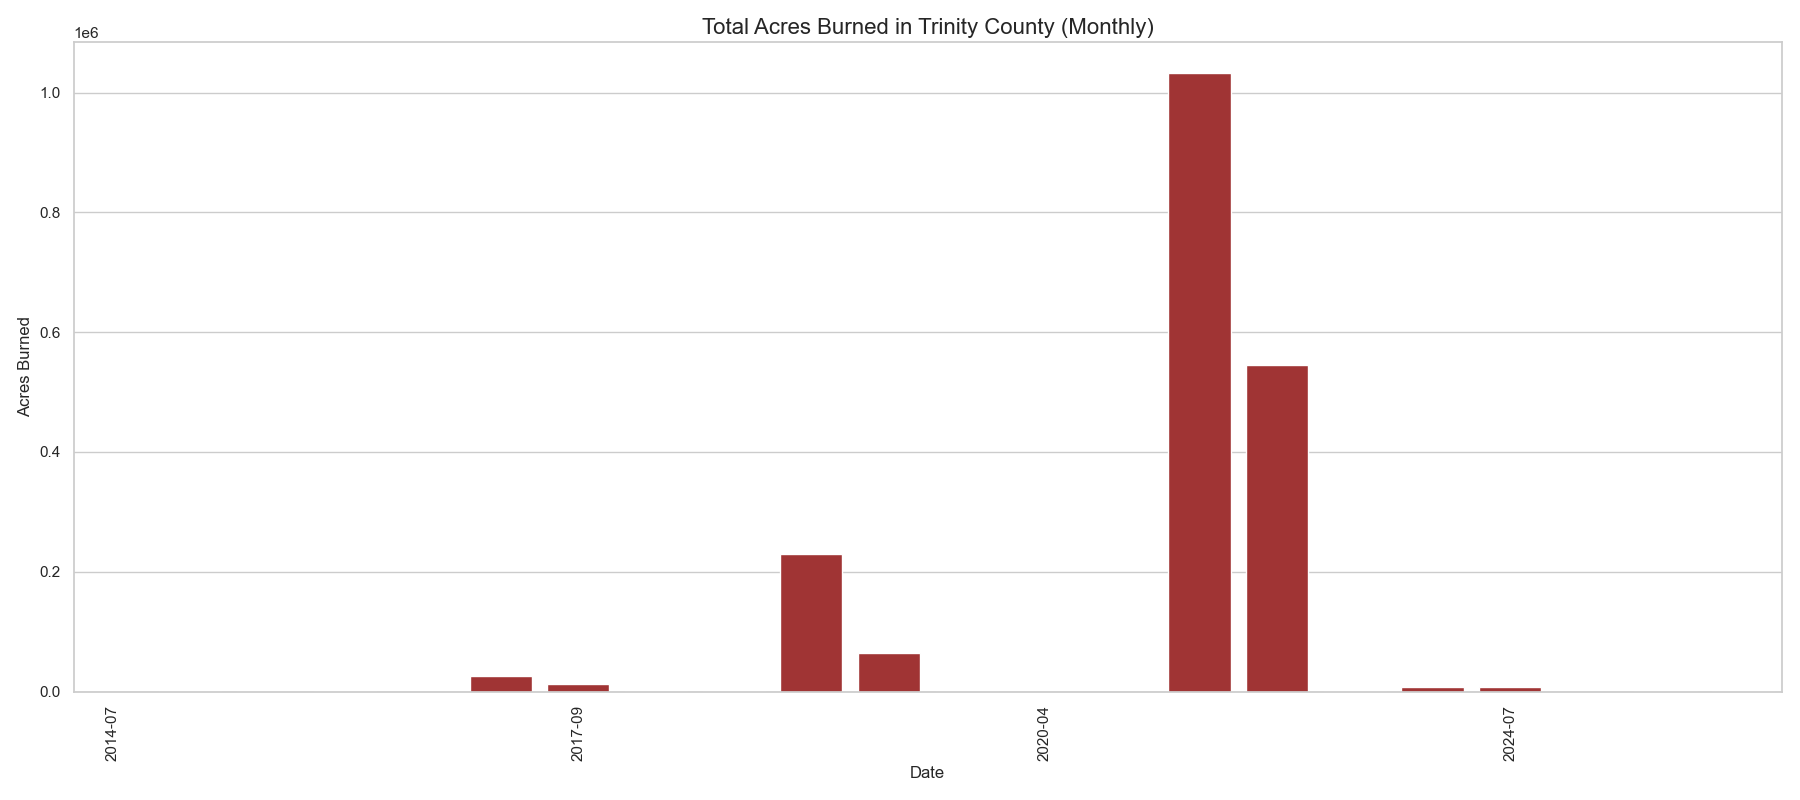 Total Acres Burned in Trinity County (Monthly)
1e6
1.0
0.8
0.6
0.4
0.2
0.0
Acres Burned
2014-07
2017-09
2020-04
2024-07
Date